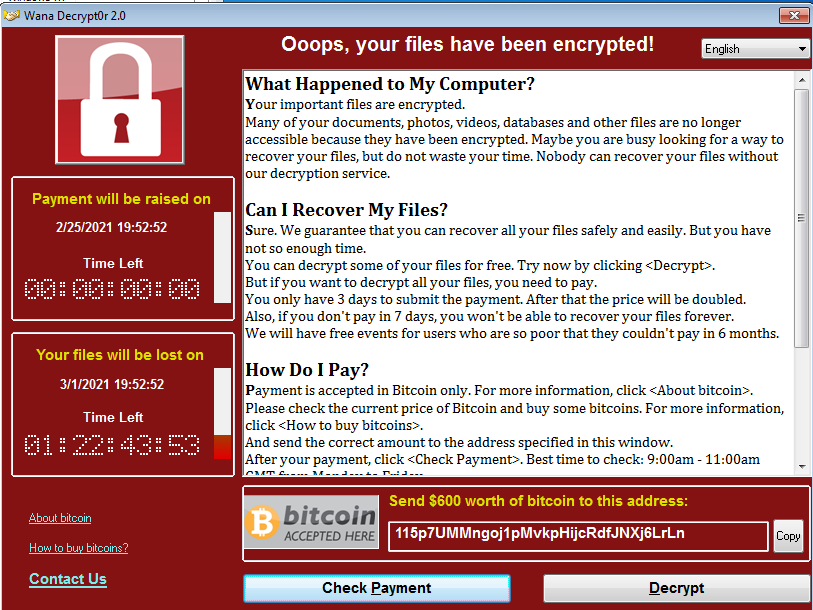 Wana Decrypt0r 2.0
Ooops, your files have been encrypted!
English
What Happened to My Computer?
Your important files are encrypted.
Many of your documents, photos, videos, databases and other files are no longer
accessible because they have been encrypted. Maybe you are busy looking for a way to
recover your files, but do not waste your time. Nobody can recover your files without
our decryption service.
Can I Recover My Files?
Sure. We guarantee that you can recover all your files safely and easily. But you have
not so enough time.
You can decrypt some of your files for free. Try now by clicking <Decrypt>.
But if you want to decrypt all your files, you need to pay.
You only have 3 days to submit the payment. After that the price will be doubled.
Also, if you don't pay in 7 days, you won't be able to recover your files forever.
We will have free events for users who are so poor that they couldn't pay in 6 months.
How Do I Pay?
Payment is accepted in Bitcoin only. For more information, click <About bitcoin>.
Please check the current price of Bitcoin and buy some bitcoins. For more information,
click <How to buy bitcoins>.
And send the correct amount to the address specified in this window.
After your payment, click <Check Payment>. Best time to check: 9:00am - 11:00am
GMT from Monday to Friday.
Payment will be raised on
2/25/2021 19:52:52
Time Left
00:00:00:00
Your files will be lost on
3/1/2021 19:52:52
Time Left
01:22:43:53
About bitcoin
How to buy bitcoins?
Contact Us
bitcoin
ACCEPTED HERE
Send $600 worth of bitcoin to this address:
115p7UMMngoj1pMvkpHijcRdfJNXj6LrLn
Copy
Check Payment
Decrypt